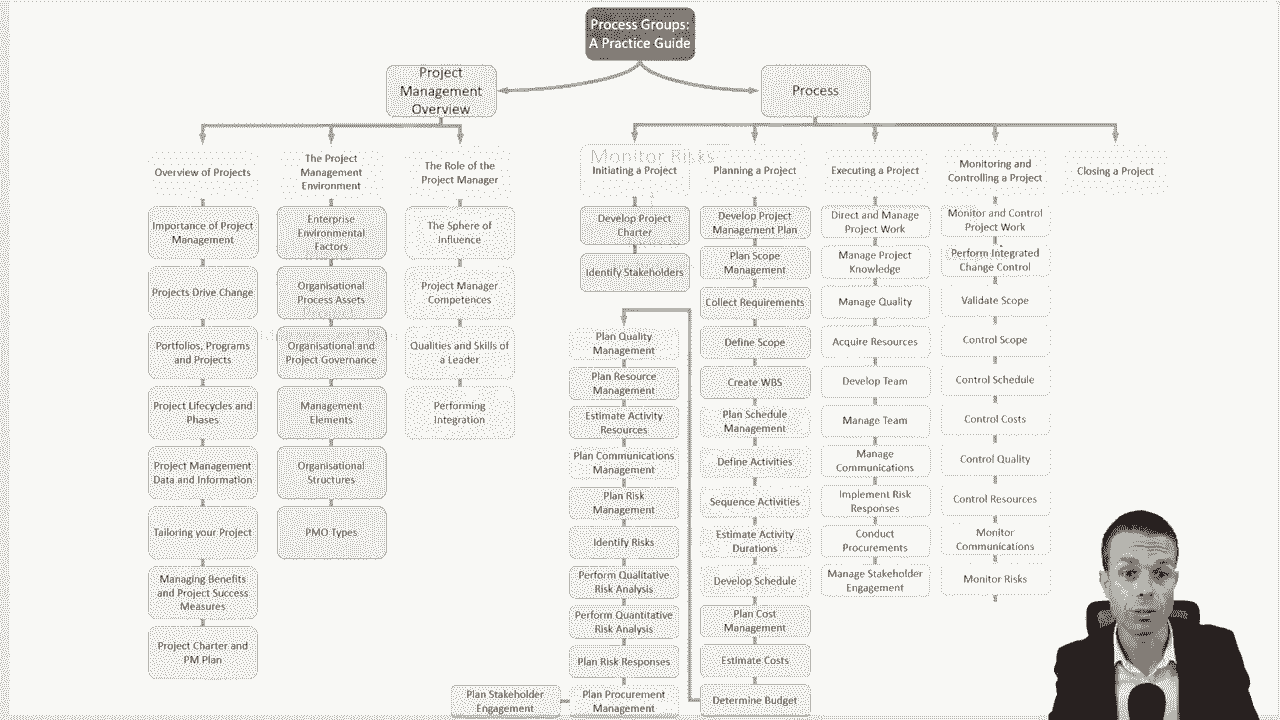 Process Groups:
A Practice Guide
Project
Management
Overview
Process
Overview of Projects
The Project
Management
Environment
The Role of the
Project Manager
Monitor Risks
Initiating a Project
Planning a Project
Executing a Project
Monitoring and
Controlling a Project
Closing a Project
Importance of Project
Management
Projects Drive Change
Portfolios, Programs
and Projects
Project Lifecycles and
Phases
Project Management
Data and Information
Tailoring your Project
Managing Benefits
and Project Success
Measures
Project Charter and
PM Plan
Enterprise
Environmental
Factors
Organisational
Process Assets
Organisational and
Project Governance
Management
Elements
Organisational
Structures
PMO Types
The Sphere of
Influence
Project Manager
Competences
Qualities and Skills of
a Leader
Performing
Integration
Develop Project
Charter
Identify Stakeholders
Develop Project
Management Plan
Plan Scope
Management
Collect Requirements
Define Scope
Create WBS
Plan Schedule
Management
Define Activities
Sequence Activities
Estimate Activity
Durations
Develop Schedule
Plan Cost
Management
Estimate Costs
Determine Budget
Plan Quality
Management
Plan Resource
Management
Estimate Activity
Resources
Plan Communications
Management
Plan Risk
Management
Identify Risks
Perform Qualitative
Risk Analysis
Perform Quantitative
Risk Analysis
Plan Risk Responses
Plan Procurement
Management
Plan Stakeholder
Engagement
Direct and Manage
Project Work
Manage Project
Knowledge
Manage Quality
Acquire Resources
Develop Team
Manage Team
Manage
Communications
Implement Risk
Responses
Conduct
Procurements
Manage Stakeholder
Engagement
Monitor and Control
Project Work
Perform Integrated
Change Control
Validate Scope
Control Scope
Control Schedule
Control Costs
Control Quality
Control Resources
Monitor
Communications
Monitor Risks